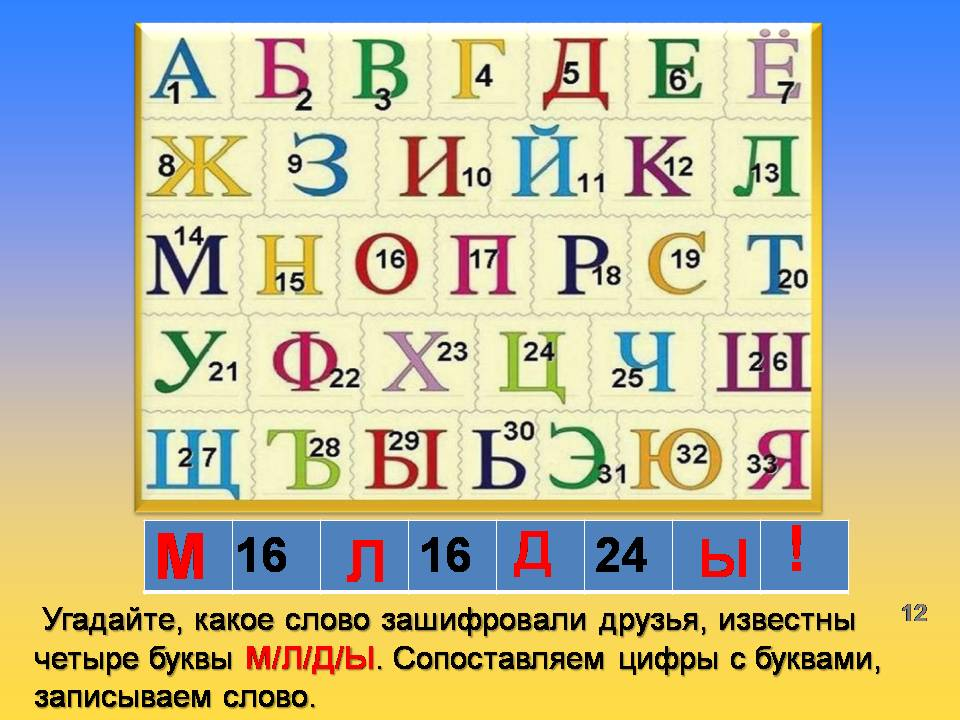 А 1 Б 2 В 3 Г 4 Д 5 Е 6 Ё 7
Ж 8 З 9 И 10 Й 11 К 12 Л 13
М 14 Н 15 О 16 П 17 Р 18 С 19 Т 20
У 21 Ф 22 Х 23 Ц 24 Ч 25 Ш 26
Щ 27 Ъ 28 Ы 29 Ь 30 Э 31 Ю 32 Я 33
М 16 Л 16 Д 24 Ы !
Угадайте, какое слово зашифровали друзья, известны
четыре буквы М/Л/Д/Ы. Сопоставляем цифры с буквами,
записываем слово.
12